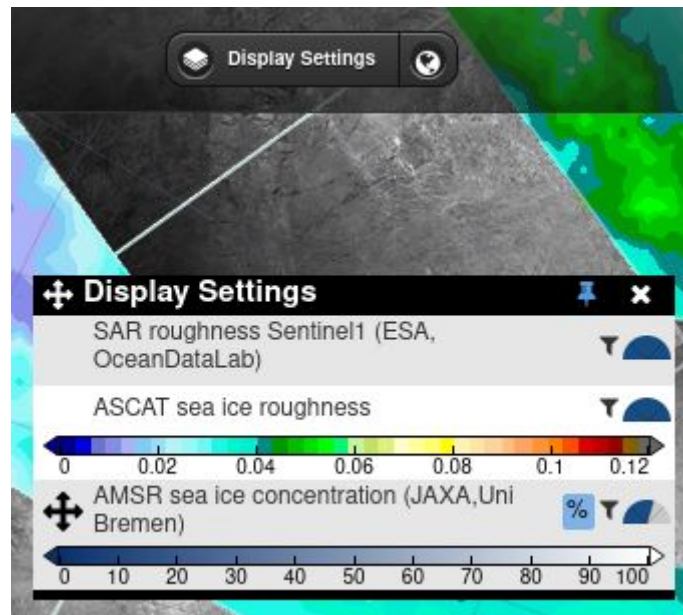 Display Settings
Display Settings
SAR roughness Sentinel1 (ESA,
OceanDataLab)
ASCAT sea ice roughness
0 0.02 0.04 0.06 0.08 0.1 0.12
AMSR sea ice concentration (JAXA,Uni
Bremen)
%
0 10 20 30 40 50 60 70 80 90 100